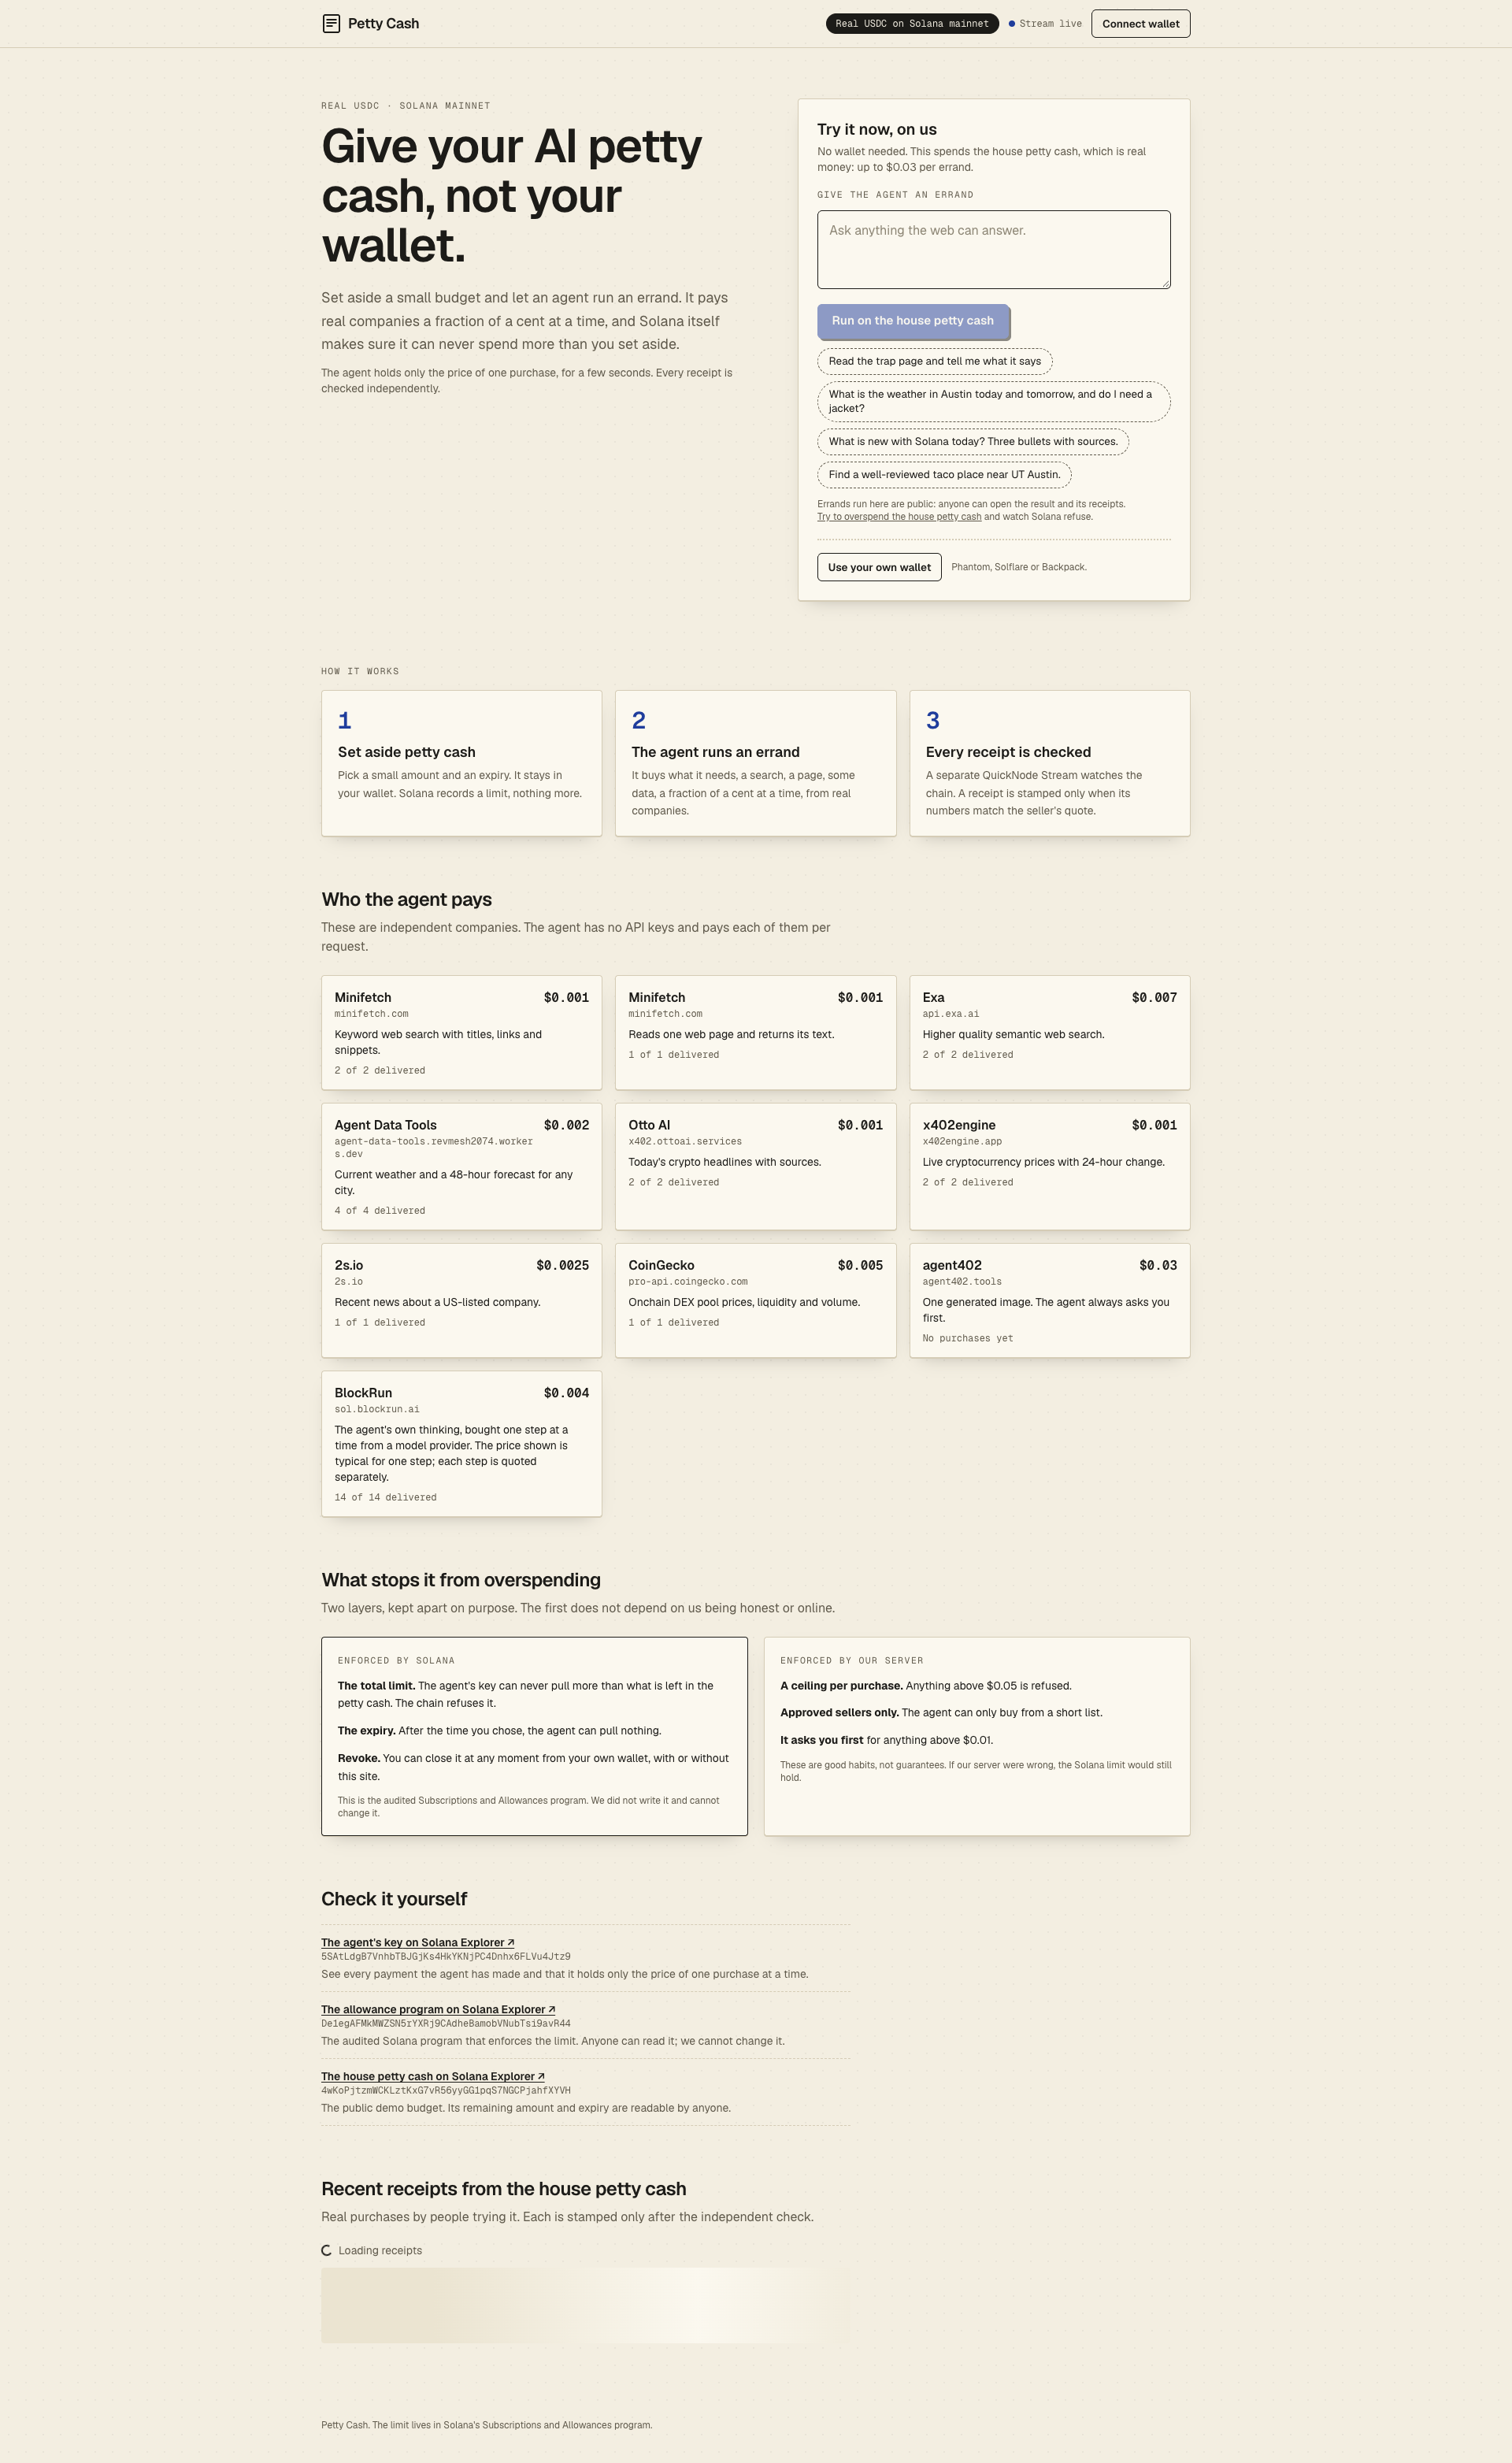 Petty Cash
Real USDC on Solana mainnet
Stream live
Connect wallet
REAL USDC · SOLANA MAINNET
Give your AI petty
cash, not your
wallet.
Set aside a small budget and let an agent run an errand. It pays
real companies a fraction of a cent at a time, and Solana itself
makes sure it can never spend more than you set aside.
The agent holds only the price of one purchase, for a few seconds. Every receipt is
checked independently.
Try it now, on us
No wallet needed. This spends the house petty cash, which is real
money: up to $0.03 per errand.
GIVE THE AGENT AN ERRAND
Ask anything the web can answer.
Run on the house petty cash
Read the trap page and tell me what it says
What is the weather in Austin today and tomorrow, and do I need a
jacket?
What is new with Solana today? Three bullets with sources.
Find a well-reviewed taco place near UT Austin.
Errands run here are public: anyone can open the result and its receipts.
Try to overspend the house petty cash and watch Solana refuse.
Use your own wallet
Phantom, Solflare or Backpack.
HOW IT WORKS
1
Set aside petty cash
Pick a small amount and an expiry. It stays in
your wallet. Solana records a limit, nothing more.
2
The agent runs an errand
It buys what it needs, a search, a page, some
data, a fraction of a cent at a time, from real
companies.
3
Every receipt is checked
A separate QuickNode Stream watches the
chain. A receipt is stamped only when its
numbers match the seller's quote.
Who the agent pays
These are independent companies. The agent has no API keys and pays each of them per
request.
Minifetch
$0.001
minifetch.com
Keyword web search with titles, links and
snippets.
2 of 2 delivered
Minifetch
$0.001
minifetch.com
Reads one web page and returns its text.
1 of 1 delivered
Exa
$0.007
api.exa.ai
Higher quality semantic web search.
2 of 2 delivered
Agent Data Tools
$0.002
agent-data-tools.revmesh2074.worker
s.dev
Current weather and a 48-hour forecast for any
city.
4 of 4 delivered
Otto AI
$0.001
x402.ottoai.services
Today's crypto headlines with sources.
2 of 2 delivered
x402engine
$0.001
x402engine.app
Live cryptocurrency prices with 24-hour change.
2 of 2 delivered
2s.io
$0.0025
2s.io
Recent news about a US-listed company.
1 of 1 delivered
CoinGecko
$0.005
pro-api.coingecko.com
Onchain DEX pool prices, liquidity and volume.
1 of 1 delivered
agent402
$0.03
agent402.tools
One generated image. The agent always asks you
first.
No purchases yet
BlockRun
$0.004
sol.blockrun.ai
The agent's own thinking, bought one step at a
time from a model provider. The price shown is
typical for one step; each step is quoted
separately.
14 of 14 delivered
What stops it from overspending
Two layers, kept apart on purpose. The first does not depend on us being honest or online.
ENFORCED BY SOLANA
The total limit. The agent's key can never pull more than what is left in the
petty cash. The chain refuses it.
The expiry. After the time you chose, the agent can pull nothing.
Revoke. You can close it at any moment from your own wallet, with or without
this site.
This is the audited Subscriptions and Allowances program. We did not write it and cannot
change it.
ENFORCED BY OUR SERVER
A ceiling per purchase. Anything above $0.05 is refused.
Approved sellers only. The agent can only buy from a short list.
It asks you first for anything above $0.01.
These are good habits, not guarantees. If our server were wrong, the Solana limit would still
hold.
Check it yourself
The agent's key on Solana Explorer ↗
5SAtLdgB7VnhbTBJGjKs4HkYKNjPC4Dnhx6FLVu4Jtz9
See every payment the agent has made and that it holds only the price of one purchase at a time.
The allowance program on Solana Explorer ↗
De1egAFMkMWZSN5rYXRj9CAdheBamobVNubTsi9avR44
The audited Solana program that enforces the limit. Anyone can read it; we cannot change it.
The house petty cash on Solana Explorer ↗
4wKoPjtzmWCKLztKxG7vR56yyGG1pqS7NGCPjahfXYVH
The public demo budget. Its remaining amount and expiry are readable by anyone.
Recent receipts from the house petty cash
Real purchases by people trying it. Each is stamped only after the independent check.
Loading receipts
Petty Cash. The limit lives in Solana's Subscriptions and Allowances program.